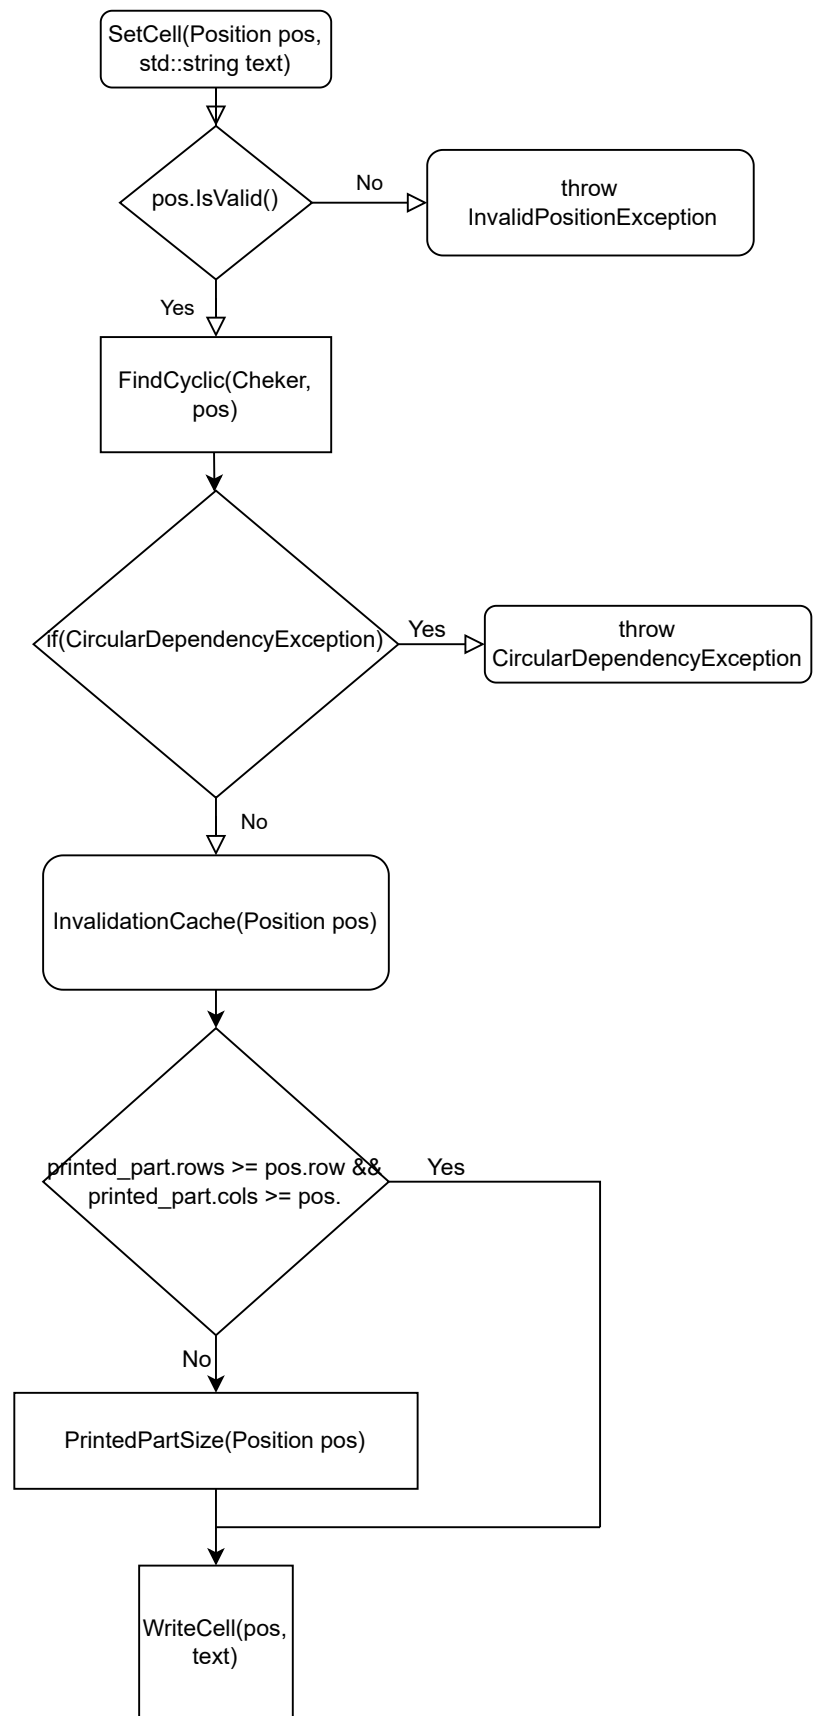 SetCell(Position pos,
std::string text)
pos.IsValid()
No
throw
InvalidPositionException
Yes
FindCyclic(Cheker,
pos)
if(CircularDependencyException)
Yes
throw
CircularDependencyException
No
InvalidationCache(Position pos)
printed_part.rows >= pos.row &&
printed_part.cols >= pos.
Yes
No
PrintedPartSize(Position pos)
WriteCell(pos,
text)